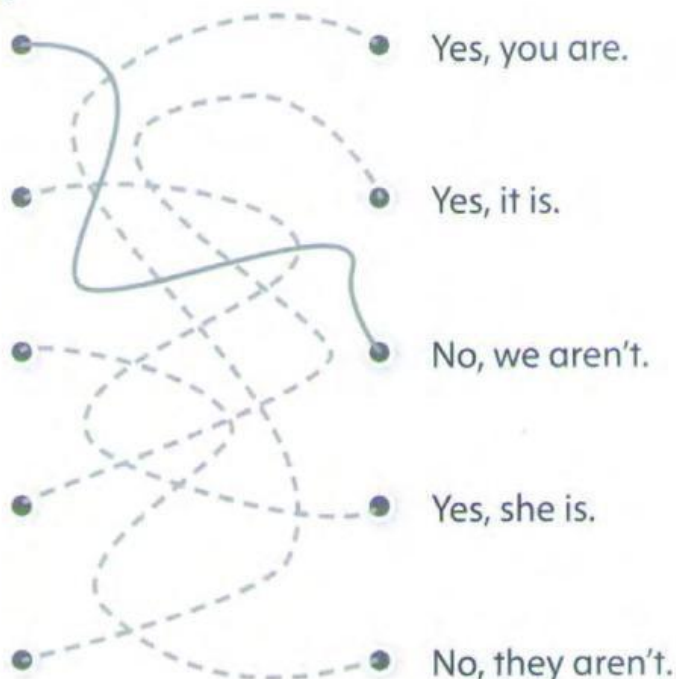 Yes, you are.
Yes, it is.
No, we aren't.
Yes, she is.
No, they aren't.